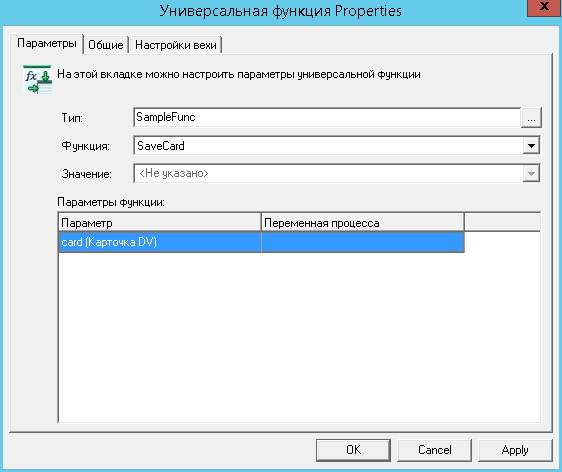 Универсальная функция Properties
x
Параметры Общие Настройки вехи
fx На этой вкладке можно настроить параметры универсальной функции
Тип: SampleFunc ...
Функция: SaveCard
Значение: <Не указано>
Параметры функции:
Параметр Переменная процесса
card (Карточка DV)
OK Cancel Apply